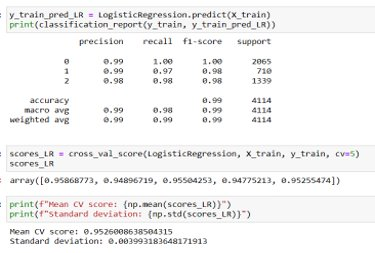 y_train_pred_LR = LogisticRegression.predict(X_train)
print(classification_report(y_train, y_train_pred_LR))
precision recall f1-score support
0 0.99 1.00 1.00 2065
1 0.99 0.97 0.98 710
2 0.98 0.98 0.98 1339
accuracy 0.99 4114
macro avg 0.99 0.98 0.99 4114
weighted avg 0.99 0.99 0.99 4114
scores_LR = cross_val_score(LogisticRegression, X_train, y_train, cv=5)
scores_LR
array([0.95868773, 0.94896719, 0.95504253, 0.94775213, 0.95255474])
print(f"Mean CV score: {np.mean(scores_LR)}")
print(f"Standard deviation: {np.std(scores_LR)}")
Mean CV score: 0.9526008638504315
Standard deviation: 0.003993183648171913